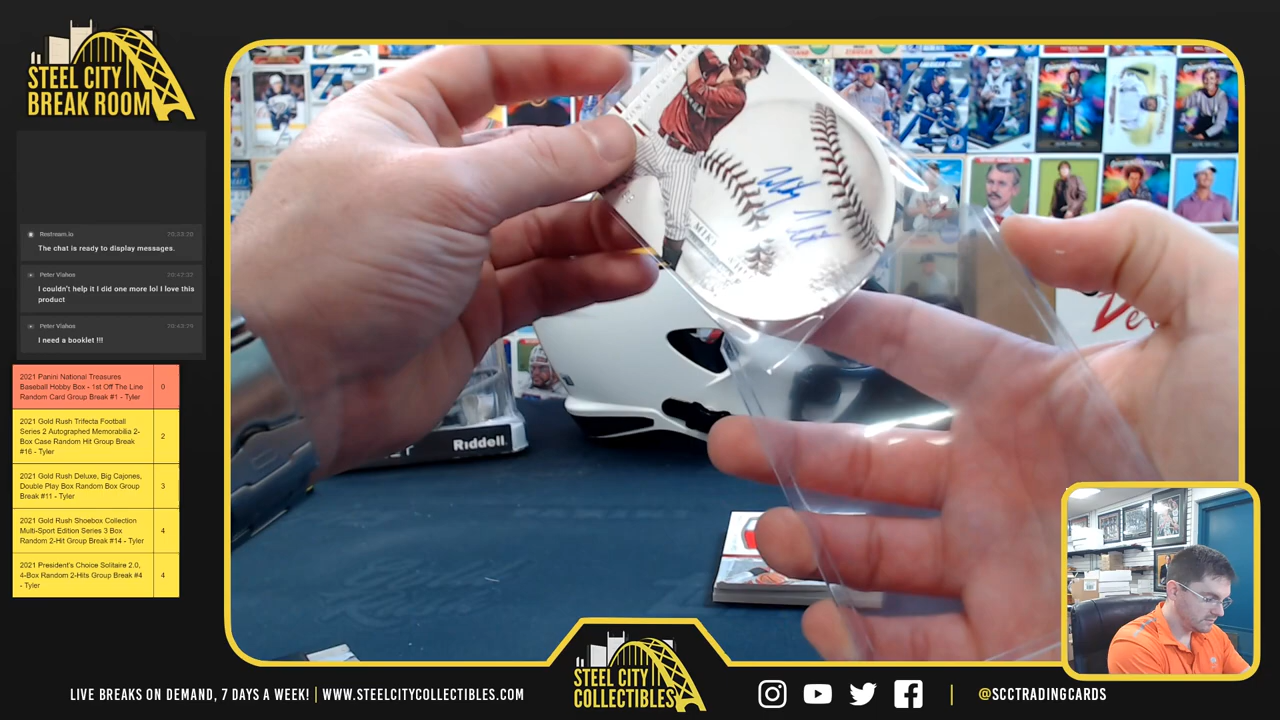 STEEL CITY
BREAK ROOM
Restream.io
The chat is ready to display messages.
Peter Vlahos
I couldn't help it I did one more lol I love this
product
Peter Vlahos
I need a booklet !!!
2021 Panini National Treasures
Baseball Hobby Box - 1st Off The Line
Random Card Group Break #1 - Tyler
0
2021 Gold Rush Trifecta Football
Series 2 Autographed Memorabilia 2-
Box Case Random Hit Group Break
#16 - Tyler
2
2021 Gold Rush Deluxe, Big Cajones,
Double Play Box Random Box Group
Break #11 - Tyler
3
2021 Gold Rush Shoebox Collection
Multi-Sport Edition Series 3 Box
Random 2-Hit Group Break #14 - Tyler
4
2021 President's Choice Solitaire 2.0,
4-Box Random 2-Hits Group Break #4
- Tyler
4
Riddell
STEEL CITY
COLLECTIBLES
LIVE BREAKS ON DEMAND, 7 DAYS A WEEK! | WWW.STEELCITYCOLLECTIBLES.COM
@SCCTRADINGCARDS